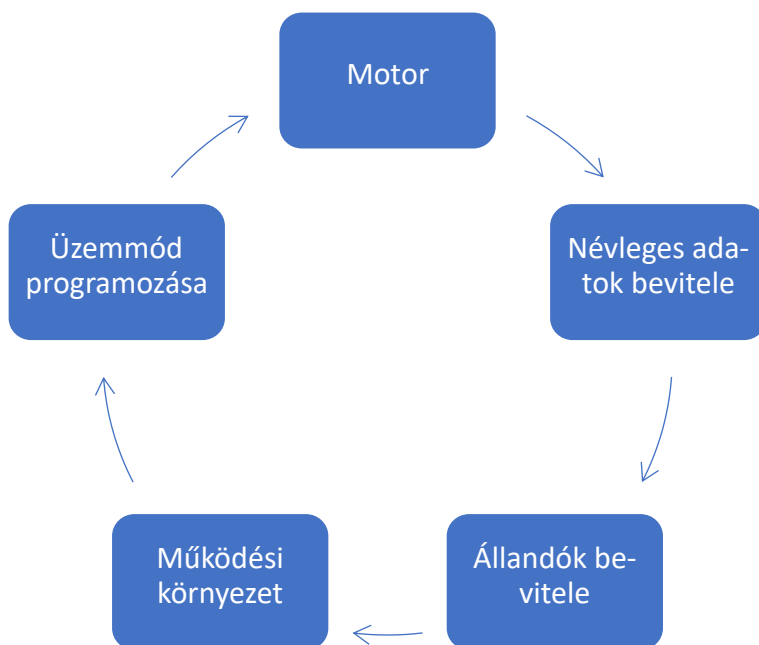 Motor
Névleges ada-
tok bevitele
Állandók be-
vitele
Működési
környezet
Üzemmód
programozása